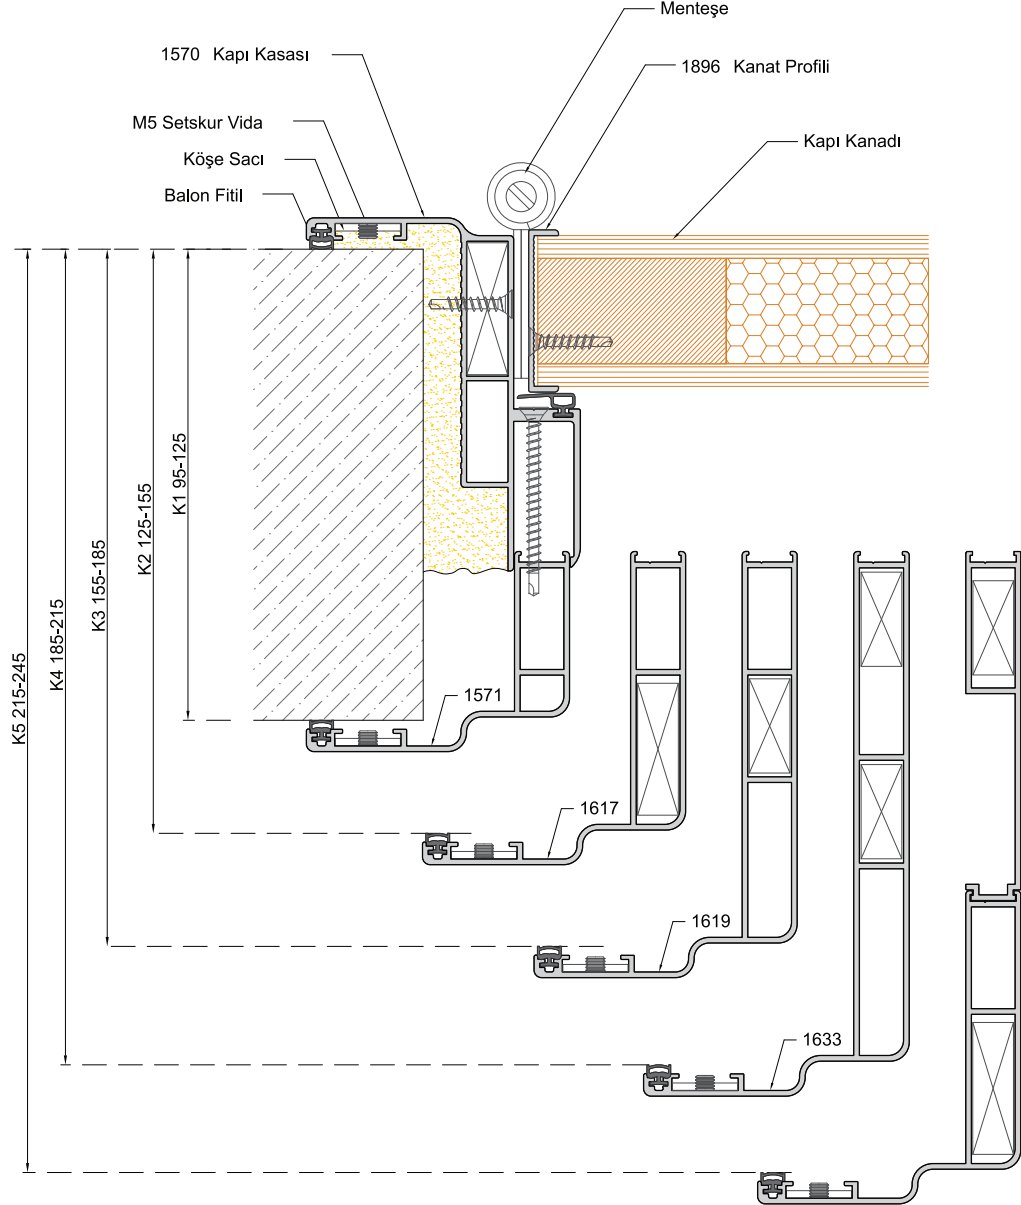 Menteşe
1570 Kapı Kasası
1896 Kanat Profili
M5 Setskur Vida
Kapı Kanadı
Köşe Sacı
Balon Fitil
K1 95-125
K2 125-155
K3 155-185
K4 185-215
K5 215-245
1571
1617
1619
1633